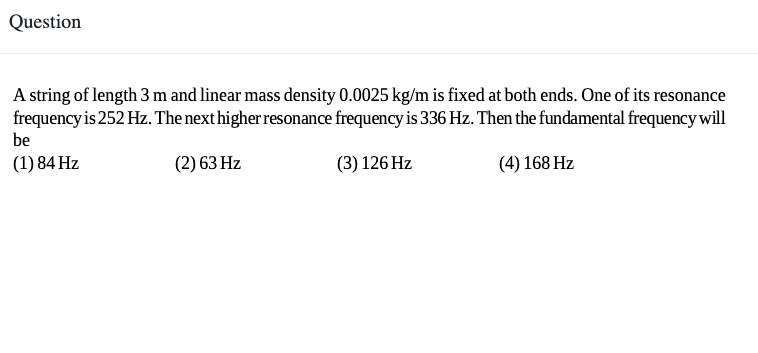 Question
A string of length 3 m and linear mass density 0.0025 kg/m is fixed at both ends. One of its resonance
frequency is 252 Hz. The next higher resonance frequency is 336 Hz. Then the fundamental frequency will
be
(1) 84 Hz (2) 63 Hz (3) 126 Hz (4) 168 Hz